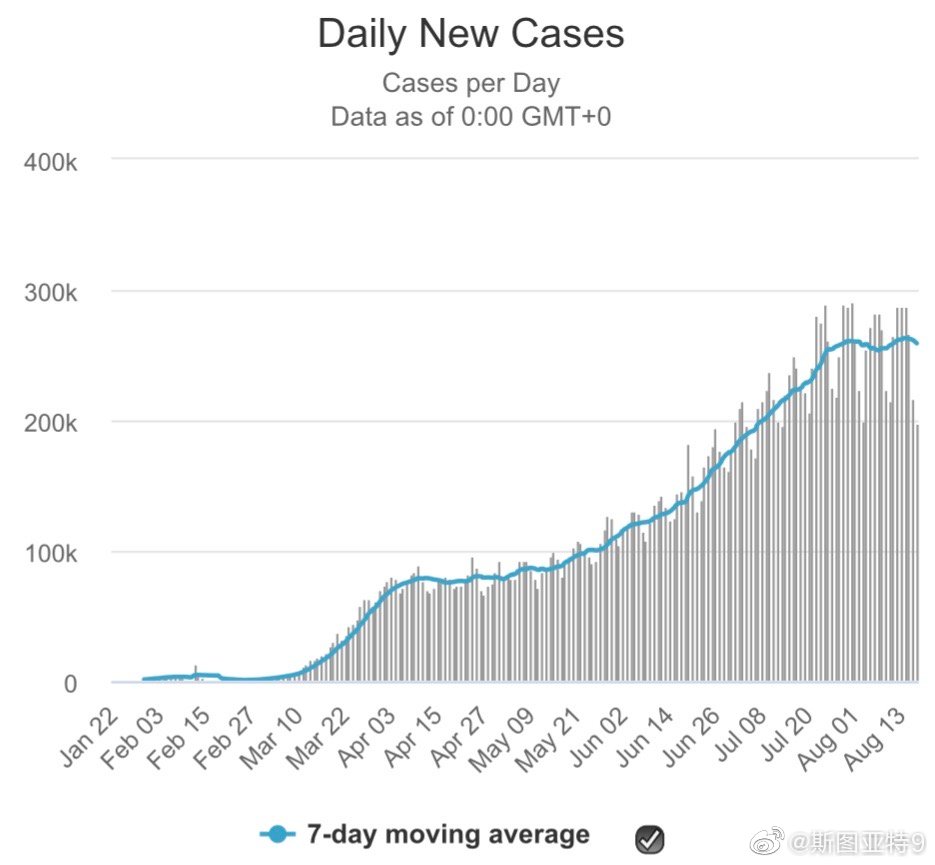 Daily New Cases
Cases per Day
Data as of 0:00 GMT+0
400k
300k
200k
100k
0
Jan 22
Feb 03
Feb 15
Feb 27
Mar 10
Mar 22
Apr 03
Apr 15
Apr 27
May 09
May 21
Jun 02
Jun 14
Jun 26
Jul 08
Jul 20
Aug 01
Aug 13
7-day moving average
@斯图亚特9